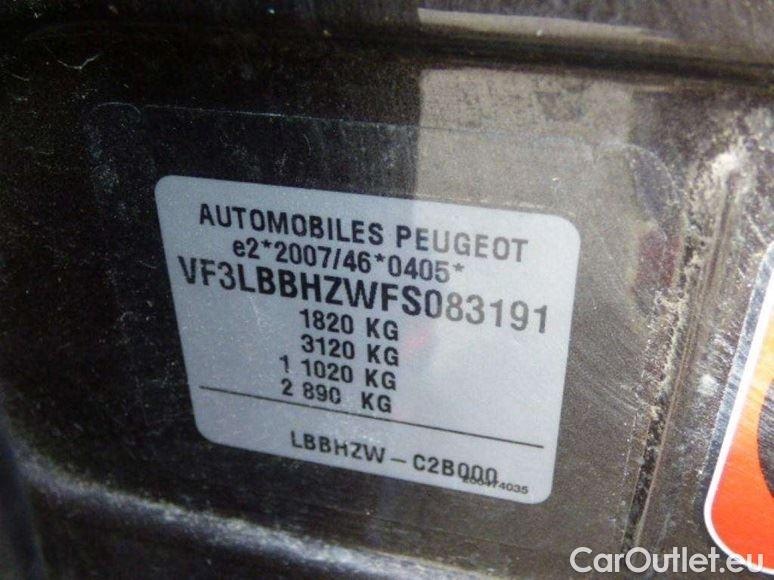 AUTOMOBILES PEUGEOT
e2*2007/46*0405*
VF3LBBHZWFS083191
1820 KG
3120 KG
1 1020 KG
2 890 KG
LBBHZW - C2B000
CarOutlet.eu